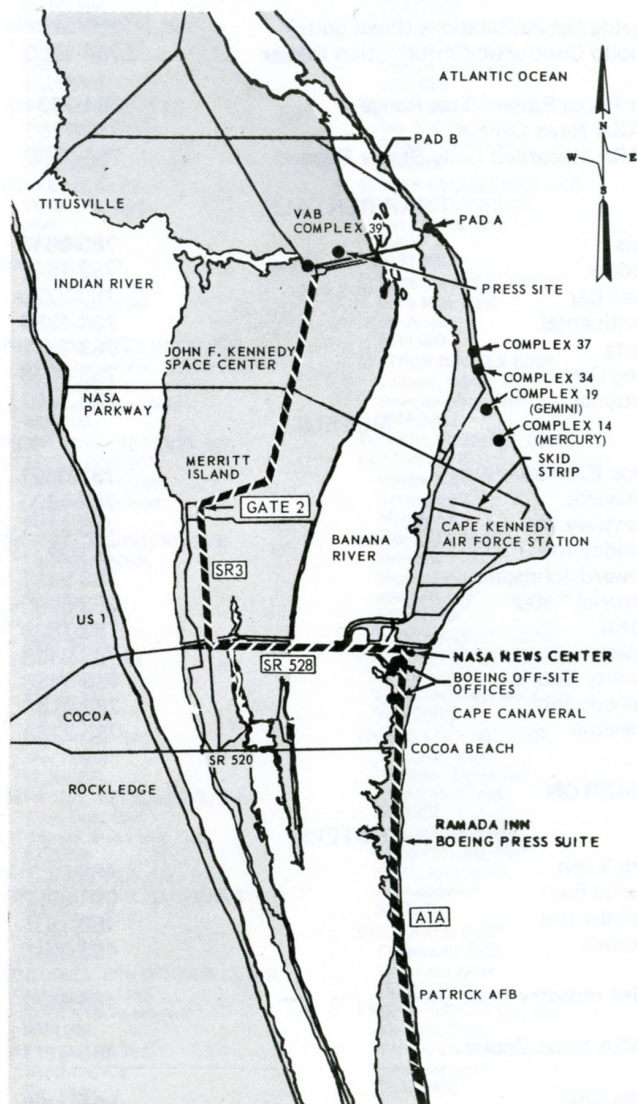 ATLANTIC OCEAN
N
W
E
S
PAD B
TITUSVILLE
VAB
COMPLEX 39
PAD A
PRESS SITE
INDIAN RIVER
JOHN F. KENNEDY
SPACE CENTER
COMPLEX 37
COMPLEX 34
COMPLEX 19
(GEMINI)
COMPLEX 14
(MERCURY)
SKID
STRIP
NASA
PARKWAY
MERRITT
ISLAND
GATE 2
CAPE KENNEDY
AIR FORCE STATION
BANANA
RIVER
SR3
US 1
NASA NEWS CENTER
SR 528
BOEING OFF-SITE
OFFICES
CAPE CANAVERAL
COCOA
COCOA BEACH
SR 520
ROCKLEDGE
RAMADA INN
BOEING PRESS SUITE
A1A
PATRICK AFB